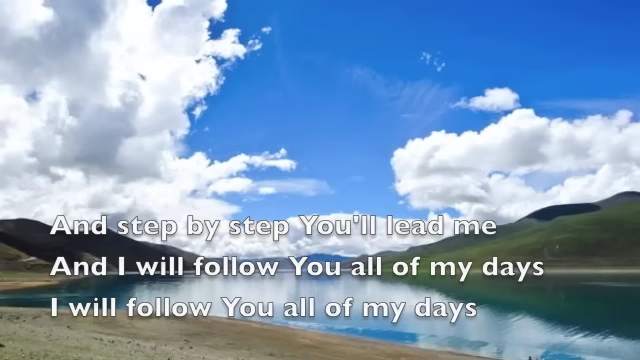 And step by step You'll lead me
And I will follow You all of my days
I will follow You all of my days